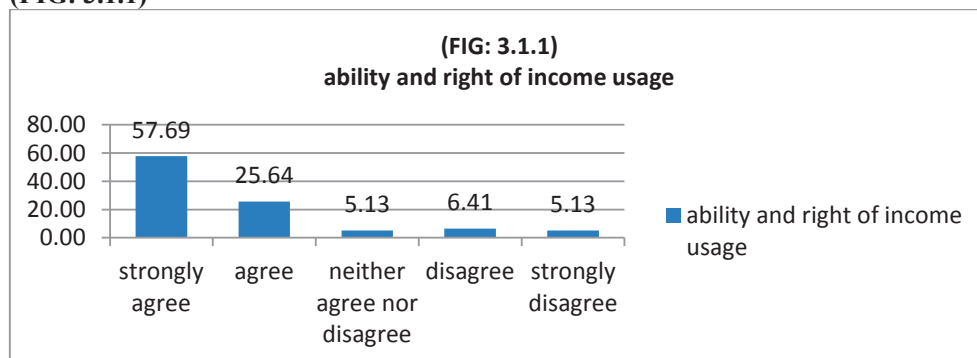 (FIG: 3.1.1)
(FIG: 3.1.1)
ability and right of income usage
80.00
60.00
40.00
20.00
0.00
57.69
25.64
5.13
6.41
5.13
strongly
agree
agree
neither
agree nor
disagree
disagree
strongly
disagree
ability and right of income
usage